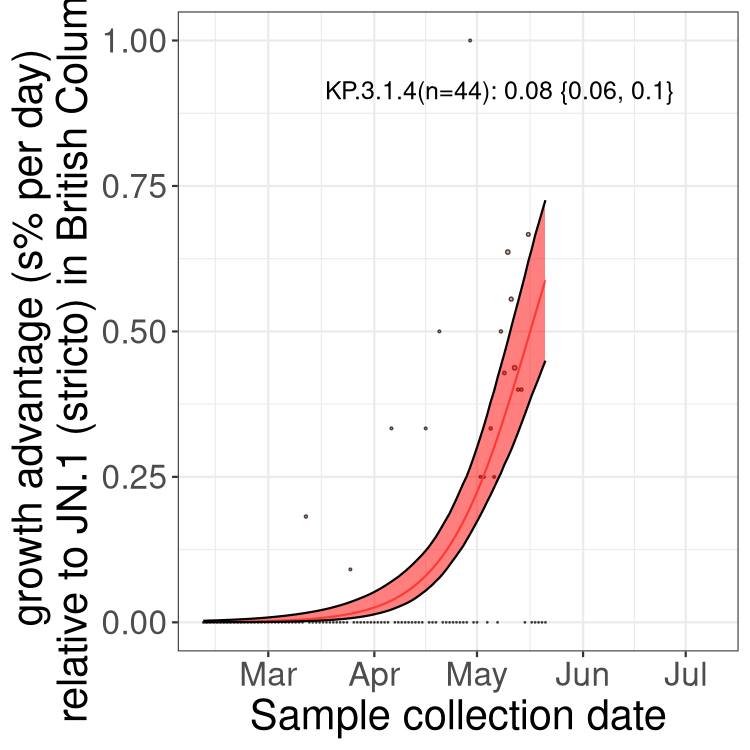 growth advantage (s% per day)
relative to JN.1 (stricto) in British Colum
1.00
0.75
0.50
0.25
0.00
KP.3.1.4(n=44): 0.08 {0.06, 0.1}
Mar Apr May Jun Jul
Sample collection date